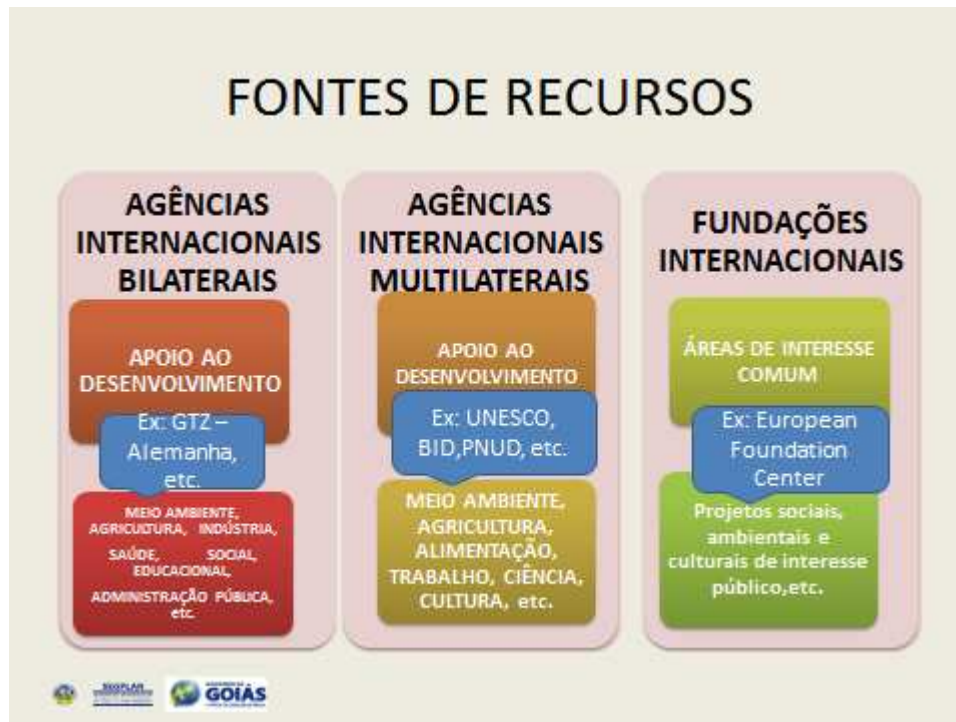 FONTES DE RECURSOS
AGÊNCIAS
INTERNACIONAIS
BILATERAIS
APOIO AO
DESENVOLVIMENTO
Ex: GTZ –
Alemanha,
etc.
MEIO AMBIENTE,
AGRICULTURA, INDÚSTRIA,
SAÚDE, SOCIAL,
EDUCACIONAL,
ADMINISTRAÇÃO PÚBLICA,
etc.
AGÊNCIAS
INTERNACIONAIS
MULTILATERAIS
APOIO AO
DESENVOLVIMENTO
Ex: UNESCO,
BID,PNUD, etc.
MEIO AMBIENTE,
AGRICULTURA,
ALIMENTAÇÃO,
TRABALHO, CIÊNCIA,
CULTURA, etc.
FUNDAÇÕES
INTERNACIONAIS
ÁREAS DE INTERESSE
COMUM
Ex: European
Foundation
Center
Projetos sociais,
ambientais e
culturais de interesse
público,etc.
SEGPLAN
GOIÁS